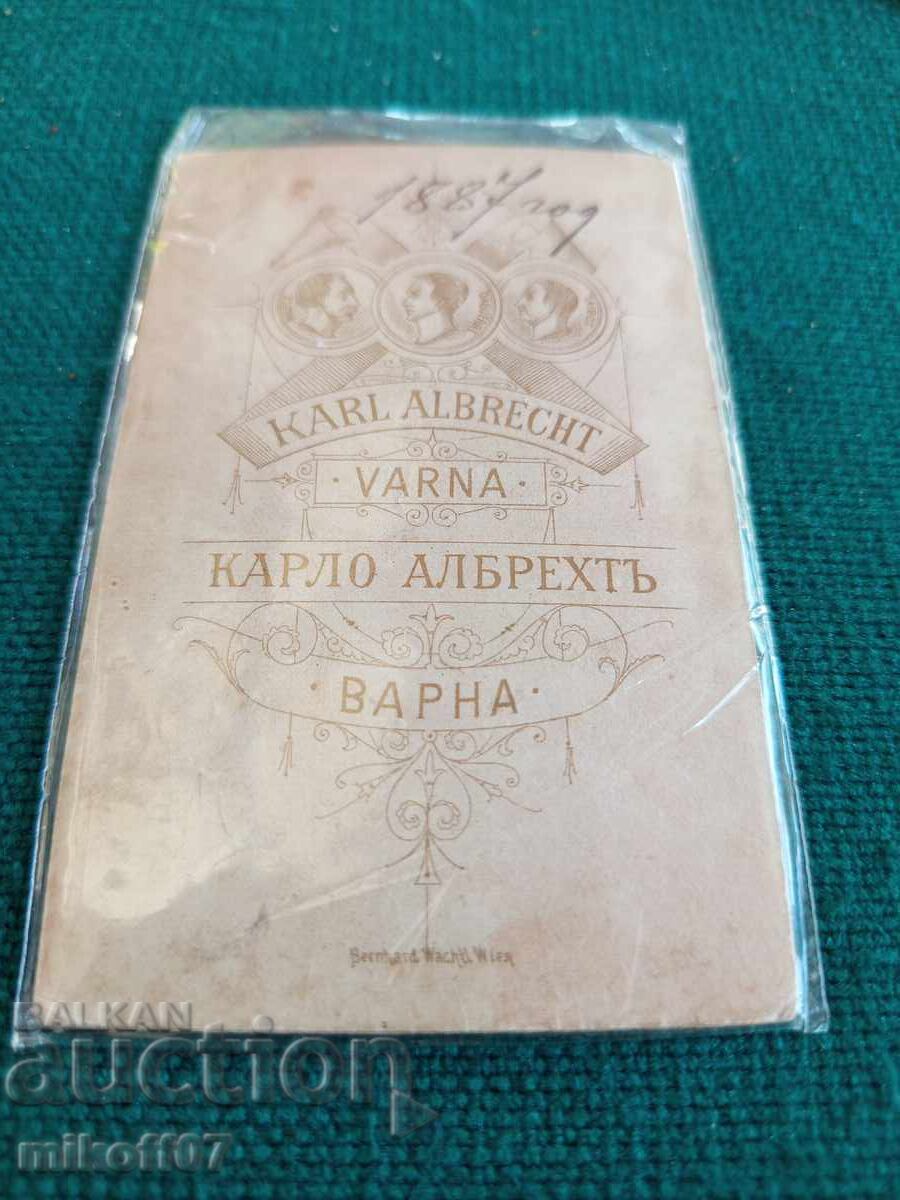 1887 год
KARL ALBRECHT
· VARNA ·
КАРЛО АЛБРЕХТЪ
· ВАРНА ·
Bernhard Wachtl Wien
BALKAN
auction
mikoff07